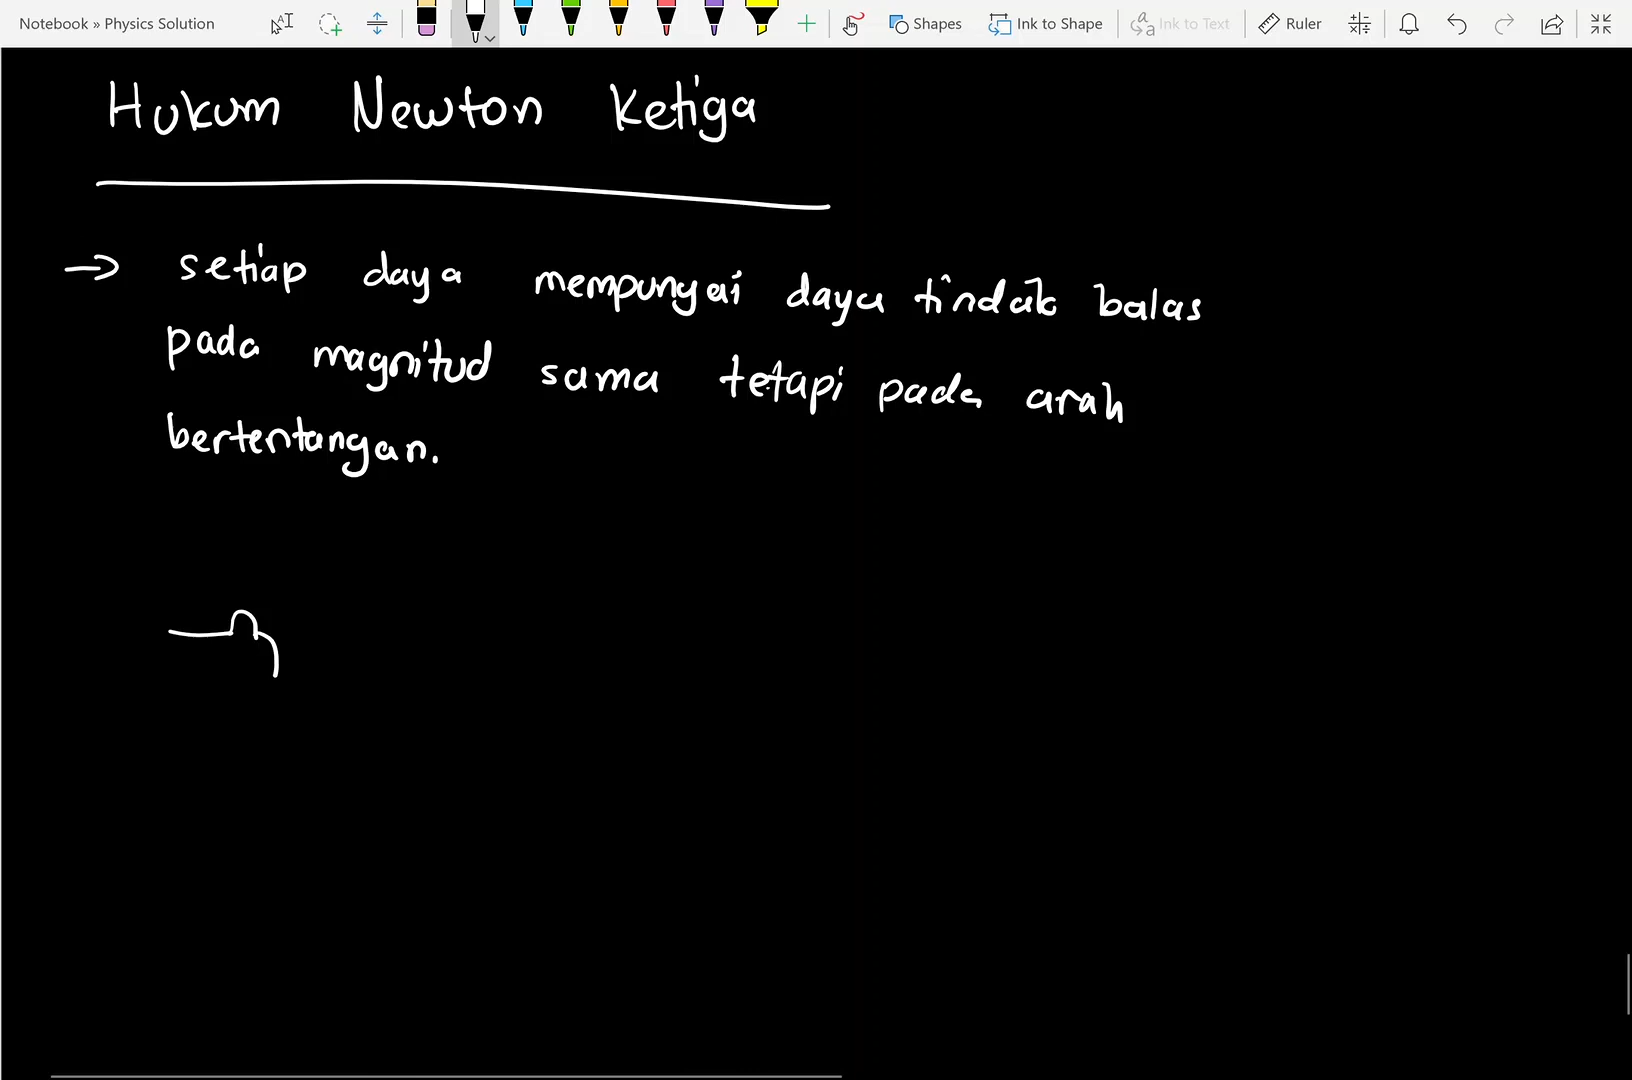 Notebook » Physics Solution
Shapes
Ink to Shape
Ink to Text
Ruler
Hukum Newton Ketiga
→ setiap daya mempunyai daya tindak balas
pada magnitud sama tetapi pada arah
bertentangan.